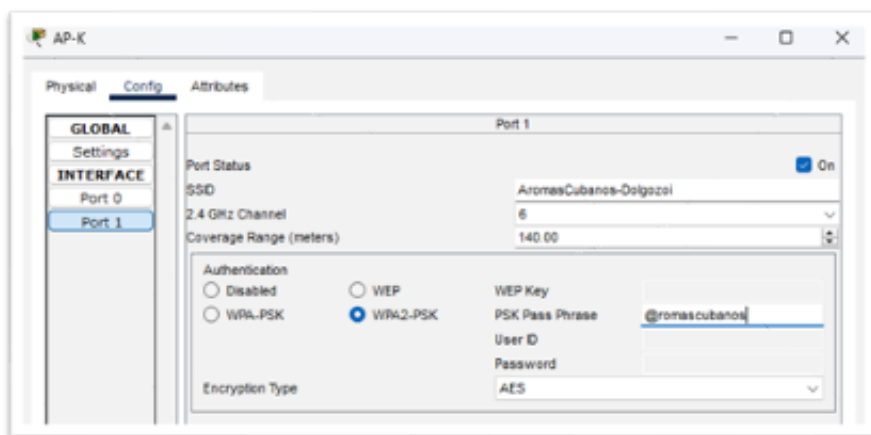 AP-K
Physical Config Attributes
GLOBAL
Settings
INTERFACE
Port 0
Port 1
Port 1
Port Status On
SSID AromasCubanos-Dolgozoi
2.4 GHz Channel 6
Coverage Range (meters) 140.00
Authentication
Disabled WEP WEP Key
WPA-PSK WPA2-PSK PSK Pass Phrase @romascubanos
User ID
Password
Encryption Type AES